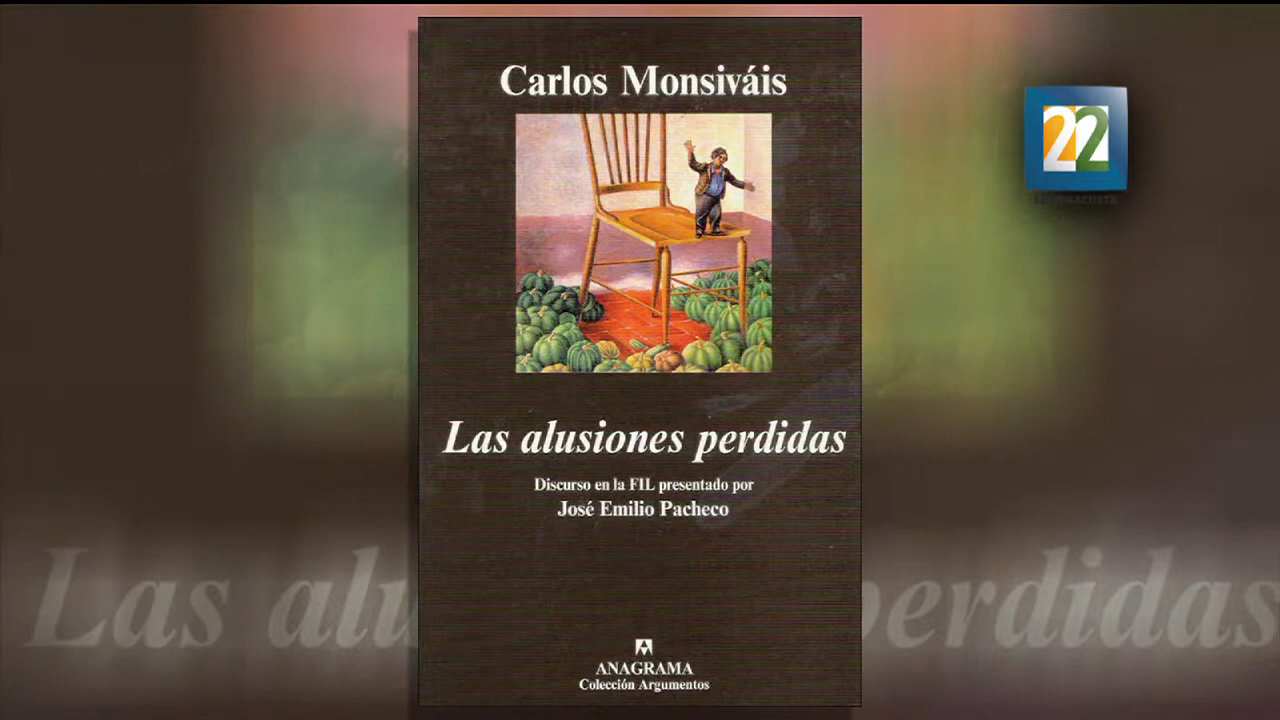 Carlos Monsiváis
22
Las alusiones perdidas
Discurso en la FIL presentado por
José Emilio Pacheco
Las alu perdidas
ANAGRAMA
Colección Argumentos